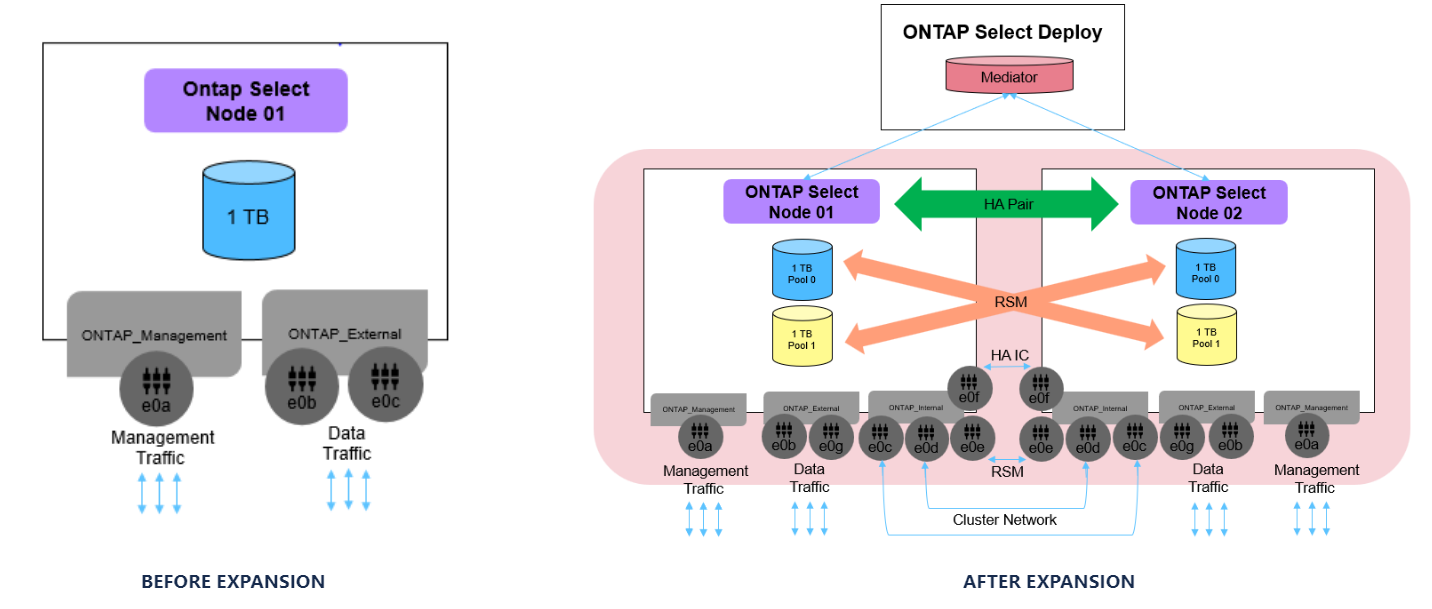 Ontap Select
Node 01
1 TB
ONTAP_Management
ONTAP_External
e0a
e0b
e0c
Management
Traffic
Data
Traffic
BEFORE EXPANSION
ONTAP Select Deploy
Mediator
ONTAP Select
Node 01
HA Pair
ONTAP Select
Node 02
1 TB
Pool 0
1 TB
Pool 0
RSM
1 TB
Pool 1
1 TB
Pool 1
HA IC
e0f
e0f
ONTAP_Management
ONTAP_External
ONTAP_Internal
ONTAP_Internal
ONTAP_External
ONTAP_Management
e0a
e0b
e0g
e0c
e0d
e0e
e0e
e0d
e0c
e0g
e0b
e0a
Management
Traffic
Data
Traffic
RSM
Data
Traffic
Management
Traffic
Cluster Network
AFTER EXPANSION